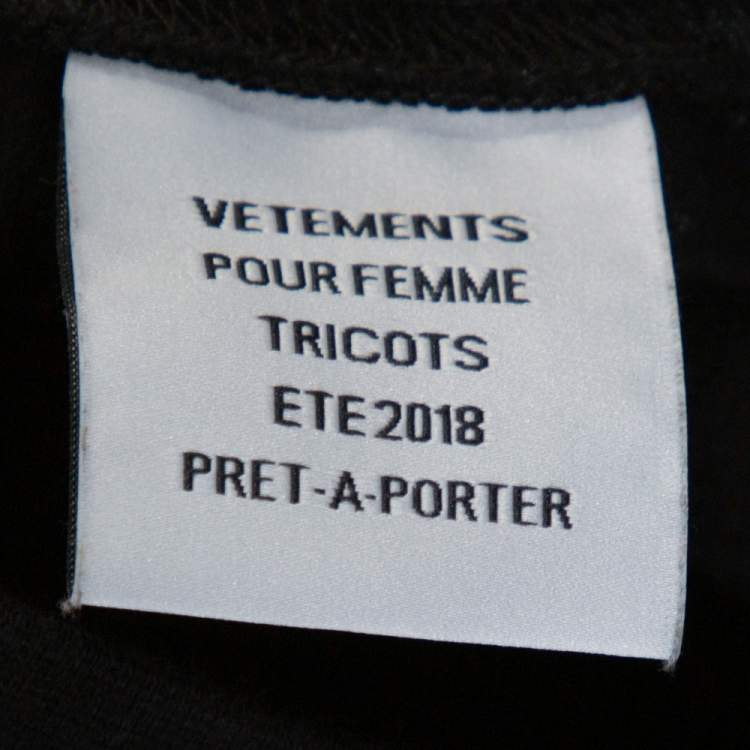 VETEMENTS
POUR FEMME
TRICOTS
ETE 2018
PRET-A-PORTER